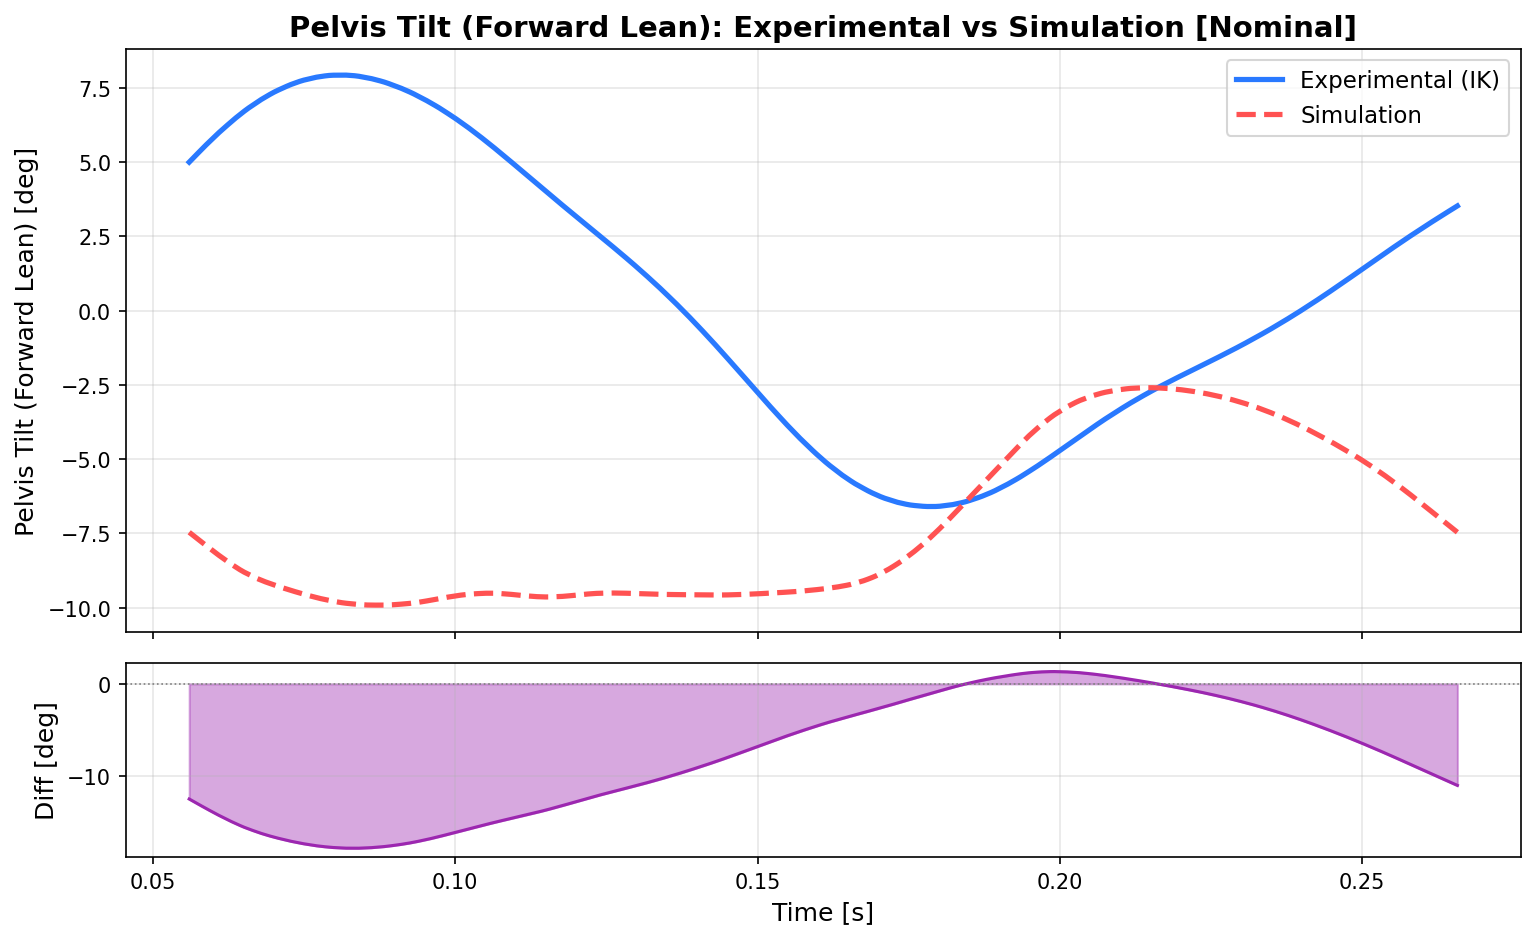 Pelvis Tilt (Forward Lean): Experimental vs Simulation [Nominal]
Experimental (IK)
Simulation
Pelvis Tilt (Forward Lean) [deg]
7.5
5.0
2.5
0.0
−2.5
−5.0
−7.5
−10.0
Diff [deg]
0
−10
0.05
0.10
0.15
0.20
0.25
Time [s]